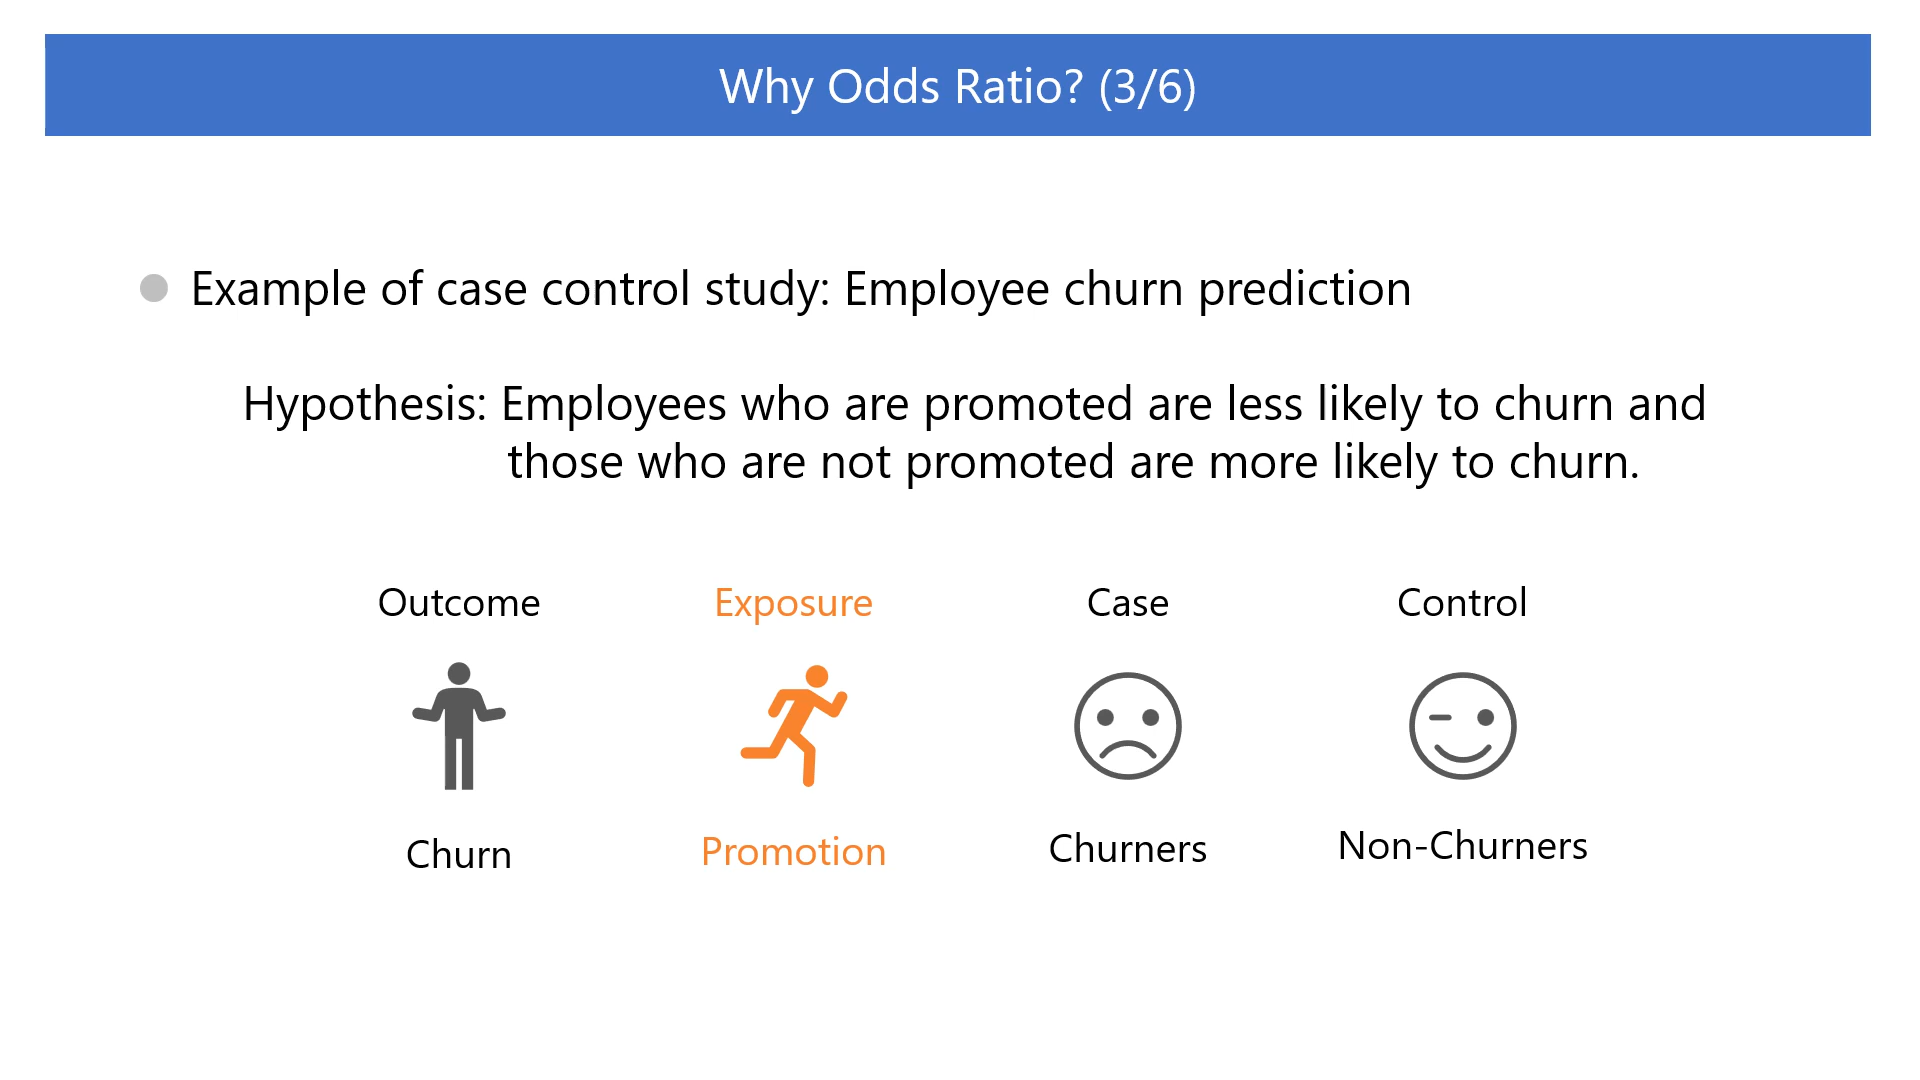 Why Odds Ratio? (3/6)
Example of case control study: Employee churn prediction
Hypothesis: Employees who are promoted are less likely to churn and
those who are not promoted are more likely to churn.
Outcome
Exposure
Case
Control
Churn
Promotion
Churners
Non-Churners